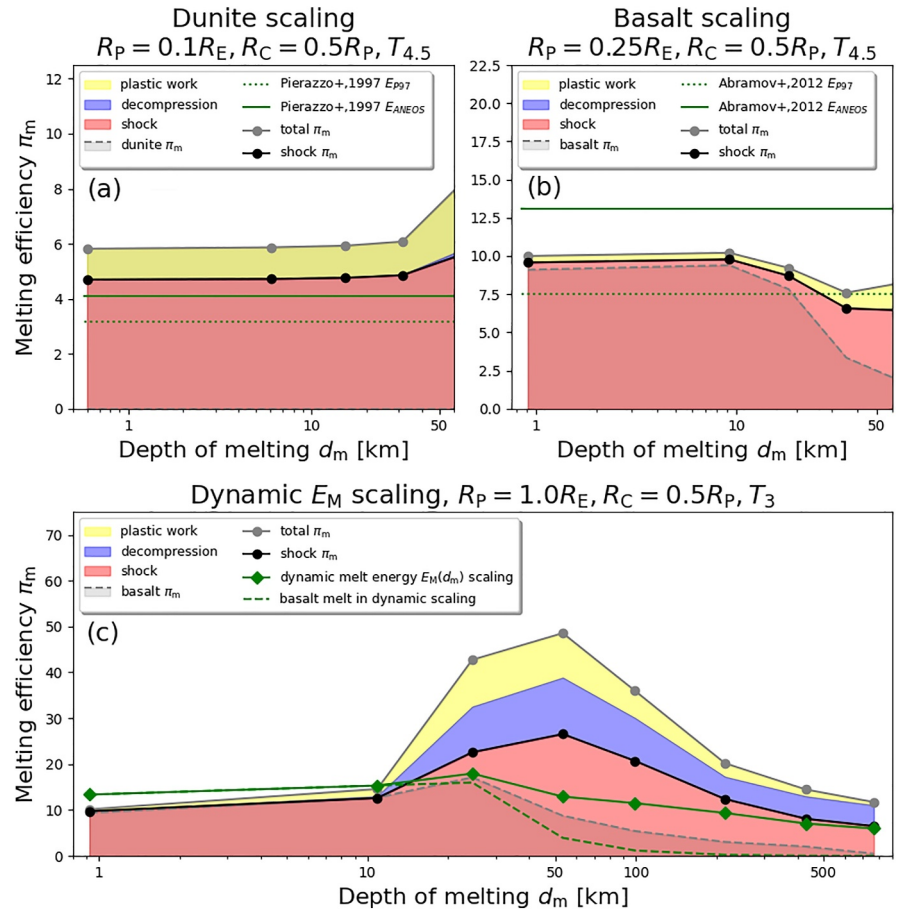 Dunite scaling
R_P = 0.1R_E, R_C = 0.5R_P, T_4.5
plastic work
decompression
shock
dunite π_m
Pierazzo+,1997 E_P97
Pierazzo+,1997 E_ANEOS
total π_m
shock π_m
(a)
12
10
8
6
4
2
0
Melting efficiency π_m
1
10
50
Depth of melting d_m [km]
Basalt scaling
R_P = 0.25R_E, R_C = 0.5R_P, T_4.5
plastic work
decompression
shock
basalt π_m
Abramov+,2012 E_P97
Abramov+,2012 E_ANEOS
total π_m
shock π_m
(b)
22.5
20.0
17.5
15.0
12.5
10.0
7.5
5.0
2.5
0.0
1
10
50
Depth of melting d_m [km]
Dynamic E_M scaling, R_P = 1.0R_E, R_C = 0.5R_P, T_3
plastic work
decompression
shock
basalt π_m
total π_m
shock π_m
dynamic melt energy E_M(d_m) scaling
basalt melt in dynamic scaling
(c)
70
60
50
40
30
20
10
0
Melting efficiency π_m
1
10
50
100
500
Depth of melting d_m [km]